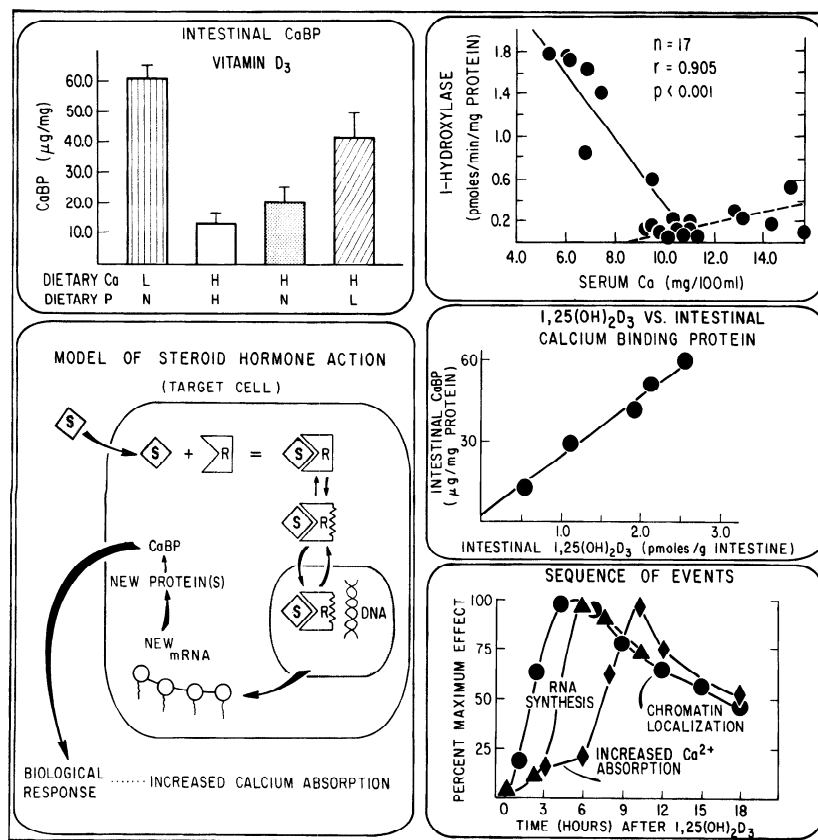 INTESTINAL CaBP
VITAMIN D3
CaBP (µg/mg)
60.0
50.0
40.0
30.0
20.0
10.0
DIETARY Ca L H H H
DIETARY P N H N L
1-HYDROXYLASE
(pmoles/min/mg PROTEIN)
1.8
1.4
1.0
0.6
0.2
n = 17
r = 0.905
p < 0.001
4.0 6.0 8.0 10.0 12.0 14.0
SERUM Ca (mg/100ml)
MODEL OF STEROID HORMONE ACTION
(TARGET CELL)
S
S + R = S R
S R
S R DNA
CaBP
NEW PROTEIN(S)
NEW
mRNA
BIOLOGICAL
RESPONSE ······· INCREASED CALCIUM ABSORPTION
1,25(OH)2D3 VS. INTESTINAL
CALCIUM BINDING PROTEIN
INTESTINAL CaBP
(µg/mg PROTEIN)
60
30
1.0 2.0 3.0
INTESTINAL 1,25(OH)2D3 (pmoles/g INTESTINE)
SEQUENCE OF EVENTS
PERCENT MAXIMUM EFFECT
100
75
50
25
RNA
SYNTHESIS
CHROMATIN
LOCALIZATION
INCREASED Ca2+
ABSORPTION
0 3 6 9 12 15 18
TIME (HOURS) AFTER 1,25(OH)2D3